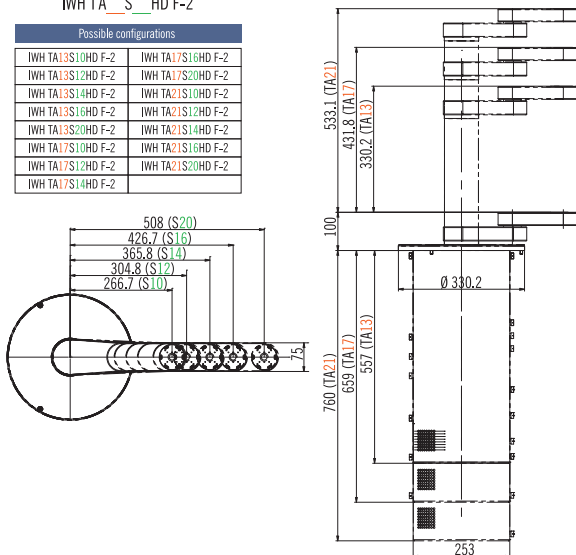 IWH TA__S__HD F-2
Possible configurations
IWH TA13S10HD F-2 IWH TA17S16HD F-2
IWH TA13S12HD F-2 IWH TA17S20HD F-2
IWH TA13S14HD F-2 IWH TA21S10HD F-2
IWH TA13S16HD F-2 IWH TA21S12HD F-2
IWH TA13S20HD F-2 IWH TA21S14HD F-2
IWH TA17S10HD F-2 IWH TA21S16HD F-2
IWH TA17S12HD F-2 IWH TA21S20HD F-2
IWH TA17S14HD F-2
508 (S20)
426.7 (S16)
365.8 (S14)
304.8 (S12)
266.7 (S10)
75
533.1 (TA21)
431.8 (TA17)
330.2 (TA13)
100
Ø 330.2
760 (TA21)
659 (TA17)
557 (TA13)
253